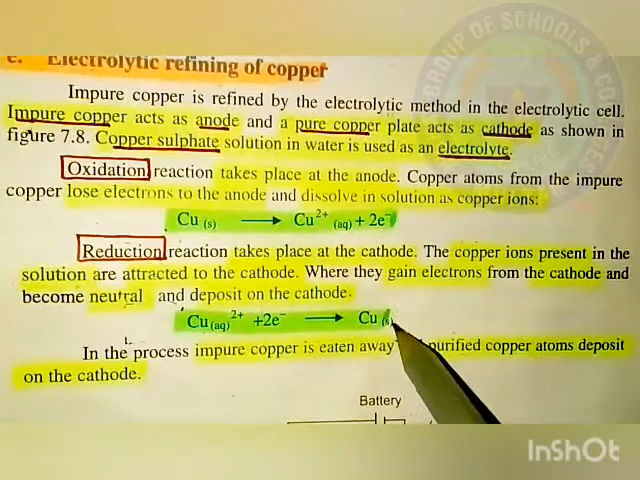 GROUP OF SCHOOLS & CO
e. Electrolytic refining of copper
Impure copper is refined by the electrolytic method in the electrolytic cell.
Impure copper acts as anode and a pure copper plate acts as cathode as shown in
figure 7.8. Copper sulphate solution in water is used as an electrolyte.
Oxidation reaction takes place at the anode. Copper atoms from the impure
copper lose electrons to the anode and dissolve in solution as copper ions:
Cu (s) ⟶ Cu²⁺ (aq) + 2e⁻
Reduction reaction takes place at the cathode. The copper ions present in the
solution are attracted to the cathode. Where they gain electrons from the cathode and
become neutral and deposit on the cathode.
Cu(aq)²⁺ +2e⁻ ⟶ Cu (s)
In the process impure copper is eaten away purified copper atoms deposit
on the cathode.
Battery
InShOt